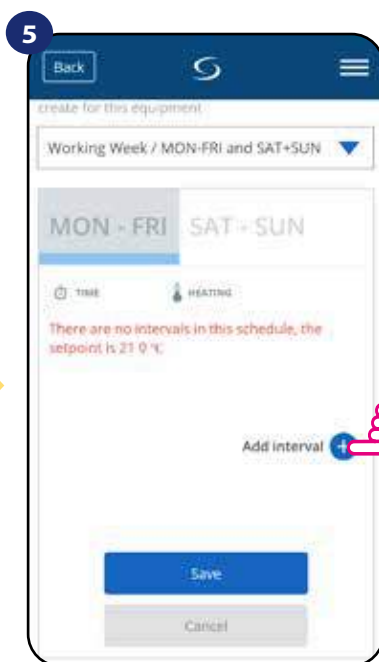 5
Back
create for this equipment
Working Week / MON-FRI and SAT+SUN
MON - FRI SAT - SUN
TIME HEATING
There are no intervals in this schedule, the
setpoint is 21 0 °C
Add interval +
Save
Cancel